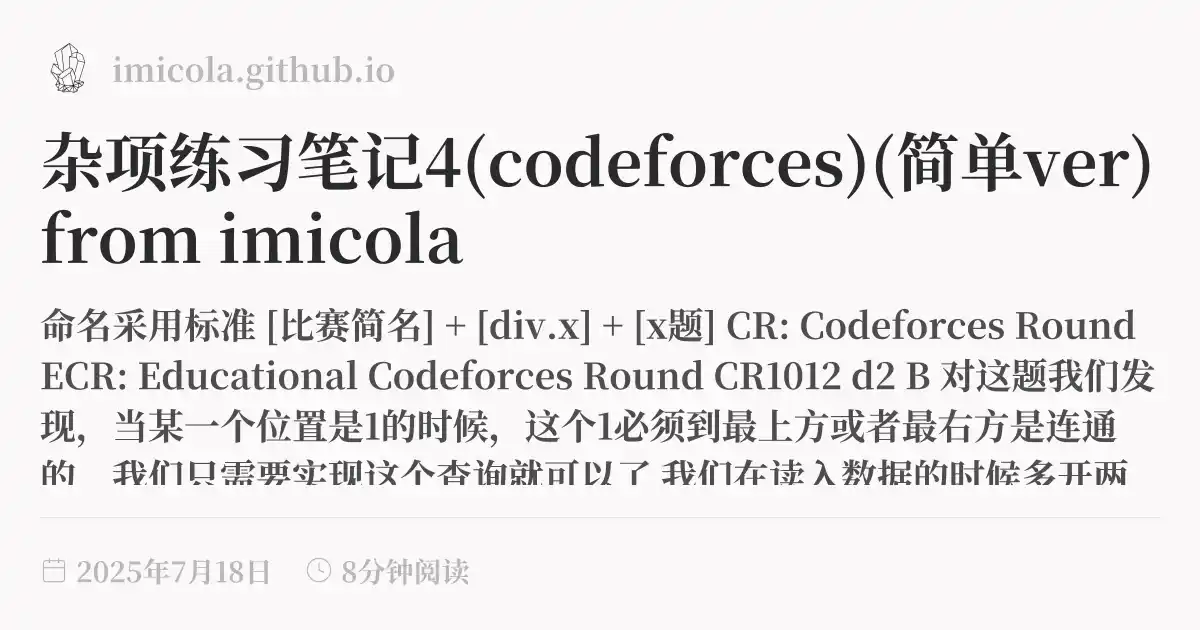 imicola.github.io
杂项练习笔记4(codeforces)(简单ver)
from imicola
命名采用标准 [比赛简名] + [div.x] + [x题] CR: Codeforces Round
ECR: Educational Codeforces Round CR1012 d2 B 对这题我们发
现，当某一个位置是1的时候，这个1必须到最上方或者最右方是连通
的，我们只需要实现这个查询就可以了 我们在读入数据的时候多开两
2025年7月18日 8分钟阅读